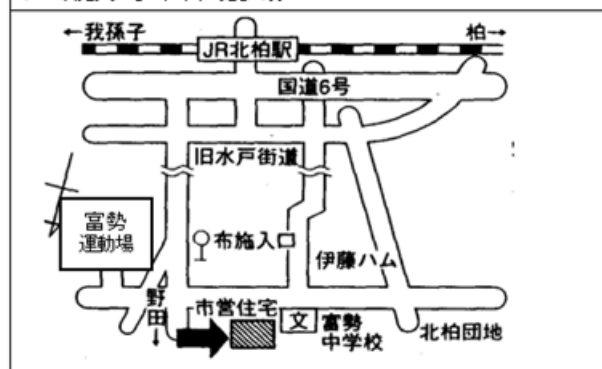 ←我孫子
柏→
JR北柏駅
国道6号
旧水戸街道
富勢
運動場
布施入口
伊藤ハム
野田↓
市営住宅
文
富勢
中学校
北柏団地